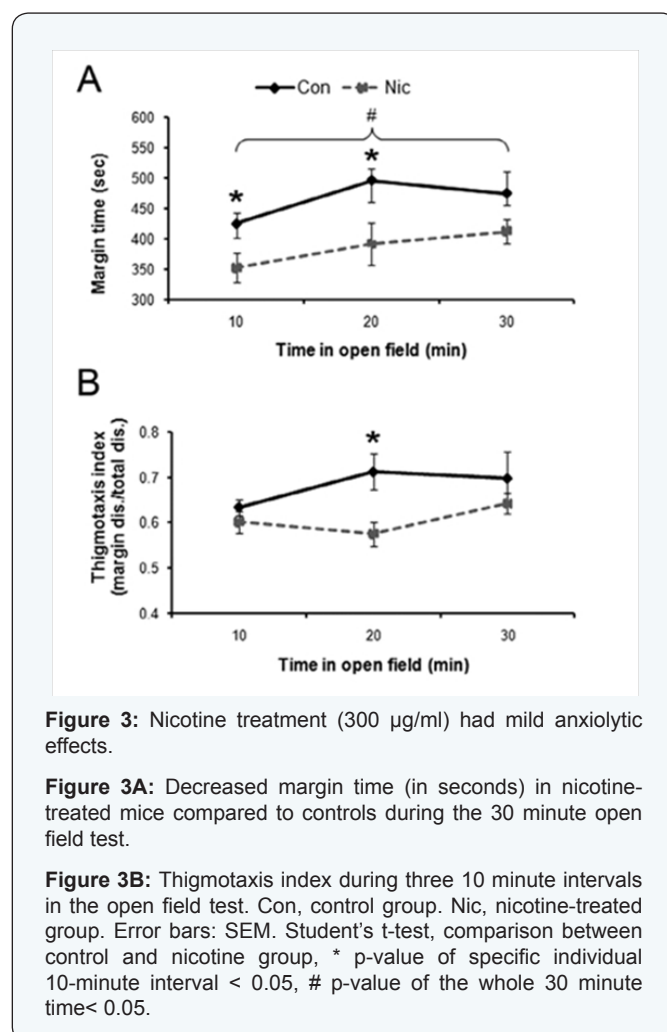 A
Con Nic
#
600
550
500
450
400
350
300
* *
Margin time (sec)
10 20 30
Time in open field (min)
B
0.8
0.7
0.6
0.5
0.4
*
Thigmotaxis index
(margin dis./total dis.)
10 20 30
Time in open field (min)
Figure 3: Nicotine treatment (300 µg/ml) had mild anxiolytic
effects.
Figure 3A: Decreased margin time (in seconds) in nicotine-
treated mice compared to controls during the 30 minute open
field test.
Figure 3B: Thigmotaxis index during three 10 minute intervals
in the open field test. Con, control group. Nic, nicotine-treated
group. Error bars: SEM. Student's t-test, comparison between
control and nicotine group, * p-value of specific individual
10-minute interval < 0.05, # p-value of the whole 30 minute
time< 0.05.